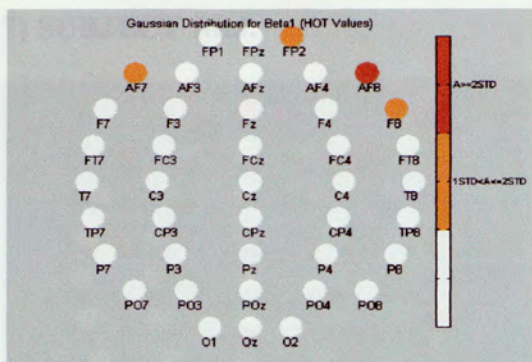 Gaussian Distribution for Beta1 (HOT Values)
FP1 FPz FP2
AF7 AF3 AFz AF4 AF8
F7 F3 Fz F4 F8
FT7 FC3 FCz FC4 FT8
T7 C3 Cz C4 T8
TP7 CP3 CPz CP4 TP8
P7 P3 Pz P4 P8
PO7 PO3 POz PO4 PO8
O1 Oz O2
A>=2STD
1STD<A<=2STD